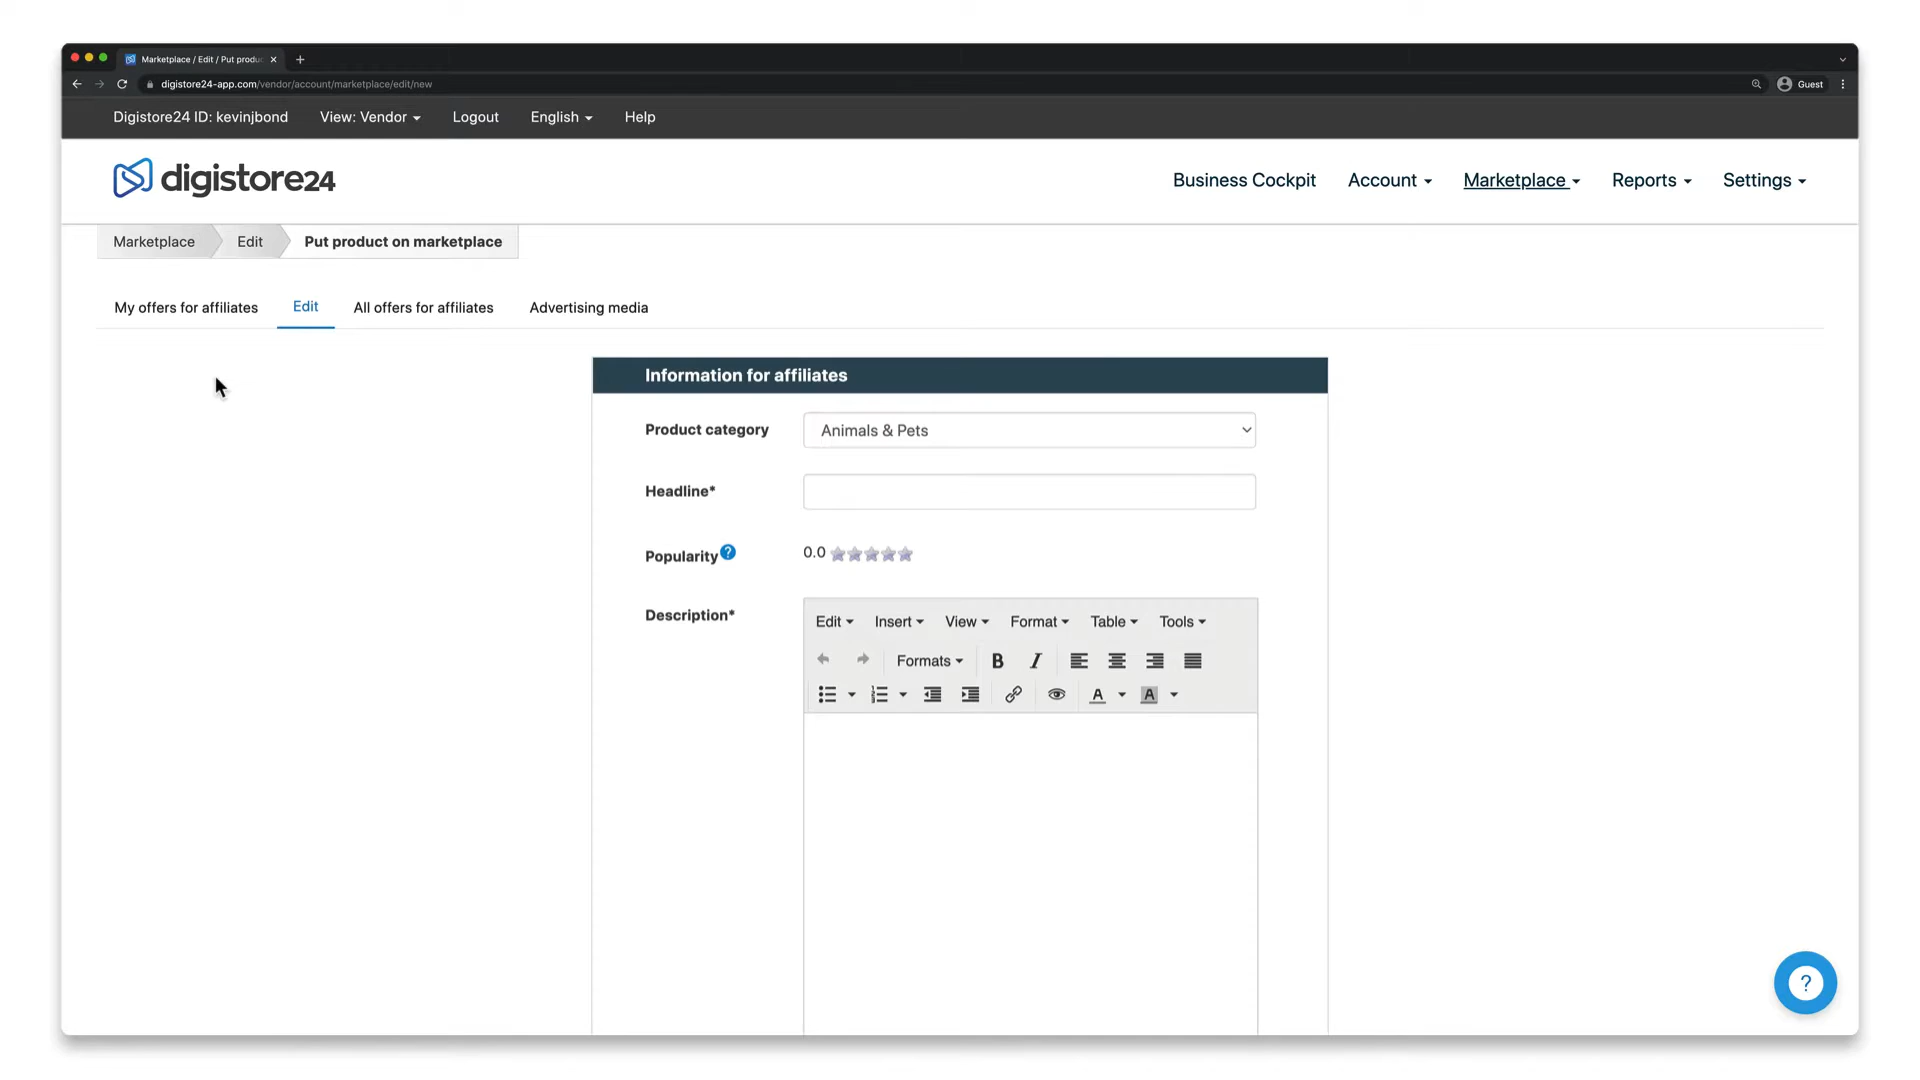 Marketplace / Edit / Put produc
digistore24-app.com/vendor/account/marketplace/edit/new
Guest
Digistore24 ID: kevinjbond
View: Vendor
Logout
English
Help
digistore24
Business Cockpit
Account
Marketplace
Reports
Settings
Marketplace
Edit
Put product on marketplace
My offers for affiliates
Edit
All offers for affiliates
Advertising media
Information for affiliates
Product category
Animals & Pets
Headline*
Popularity ?
0.0
Description*
Edit
Insert
View
Format
Table
Tools
Formats
B
I
A
A
?